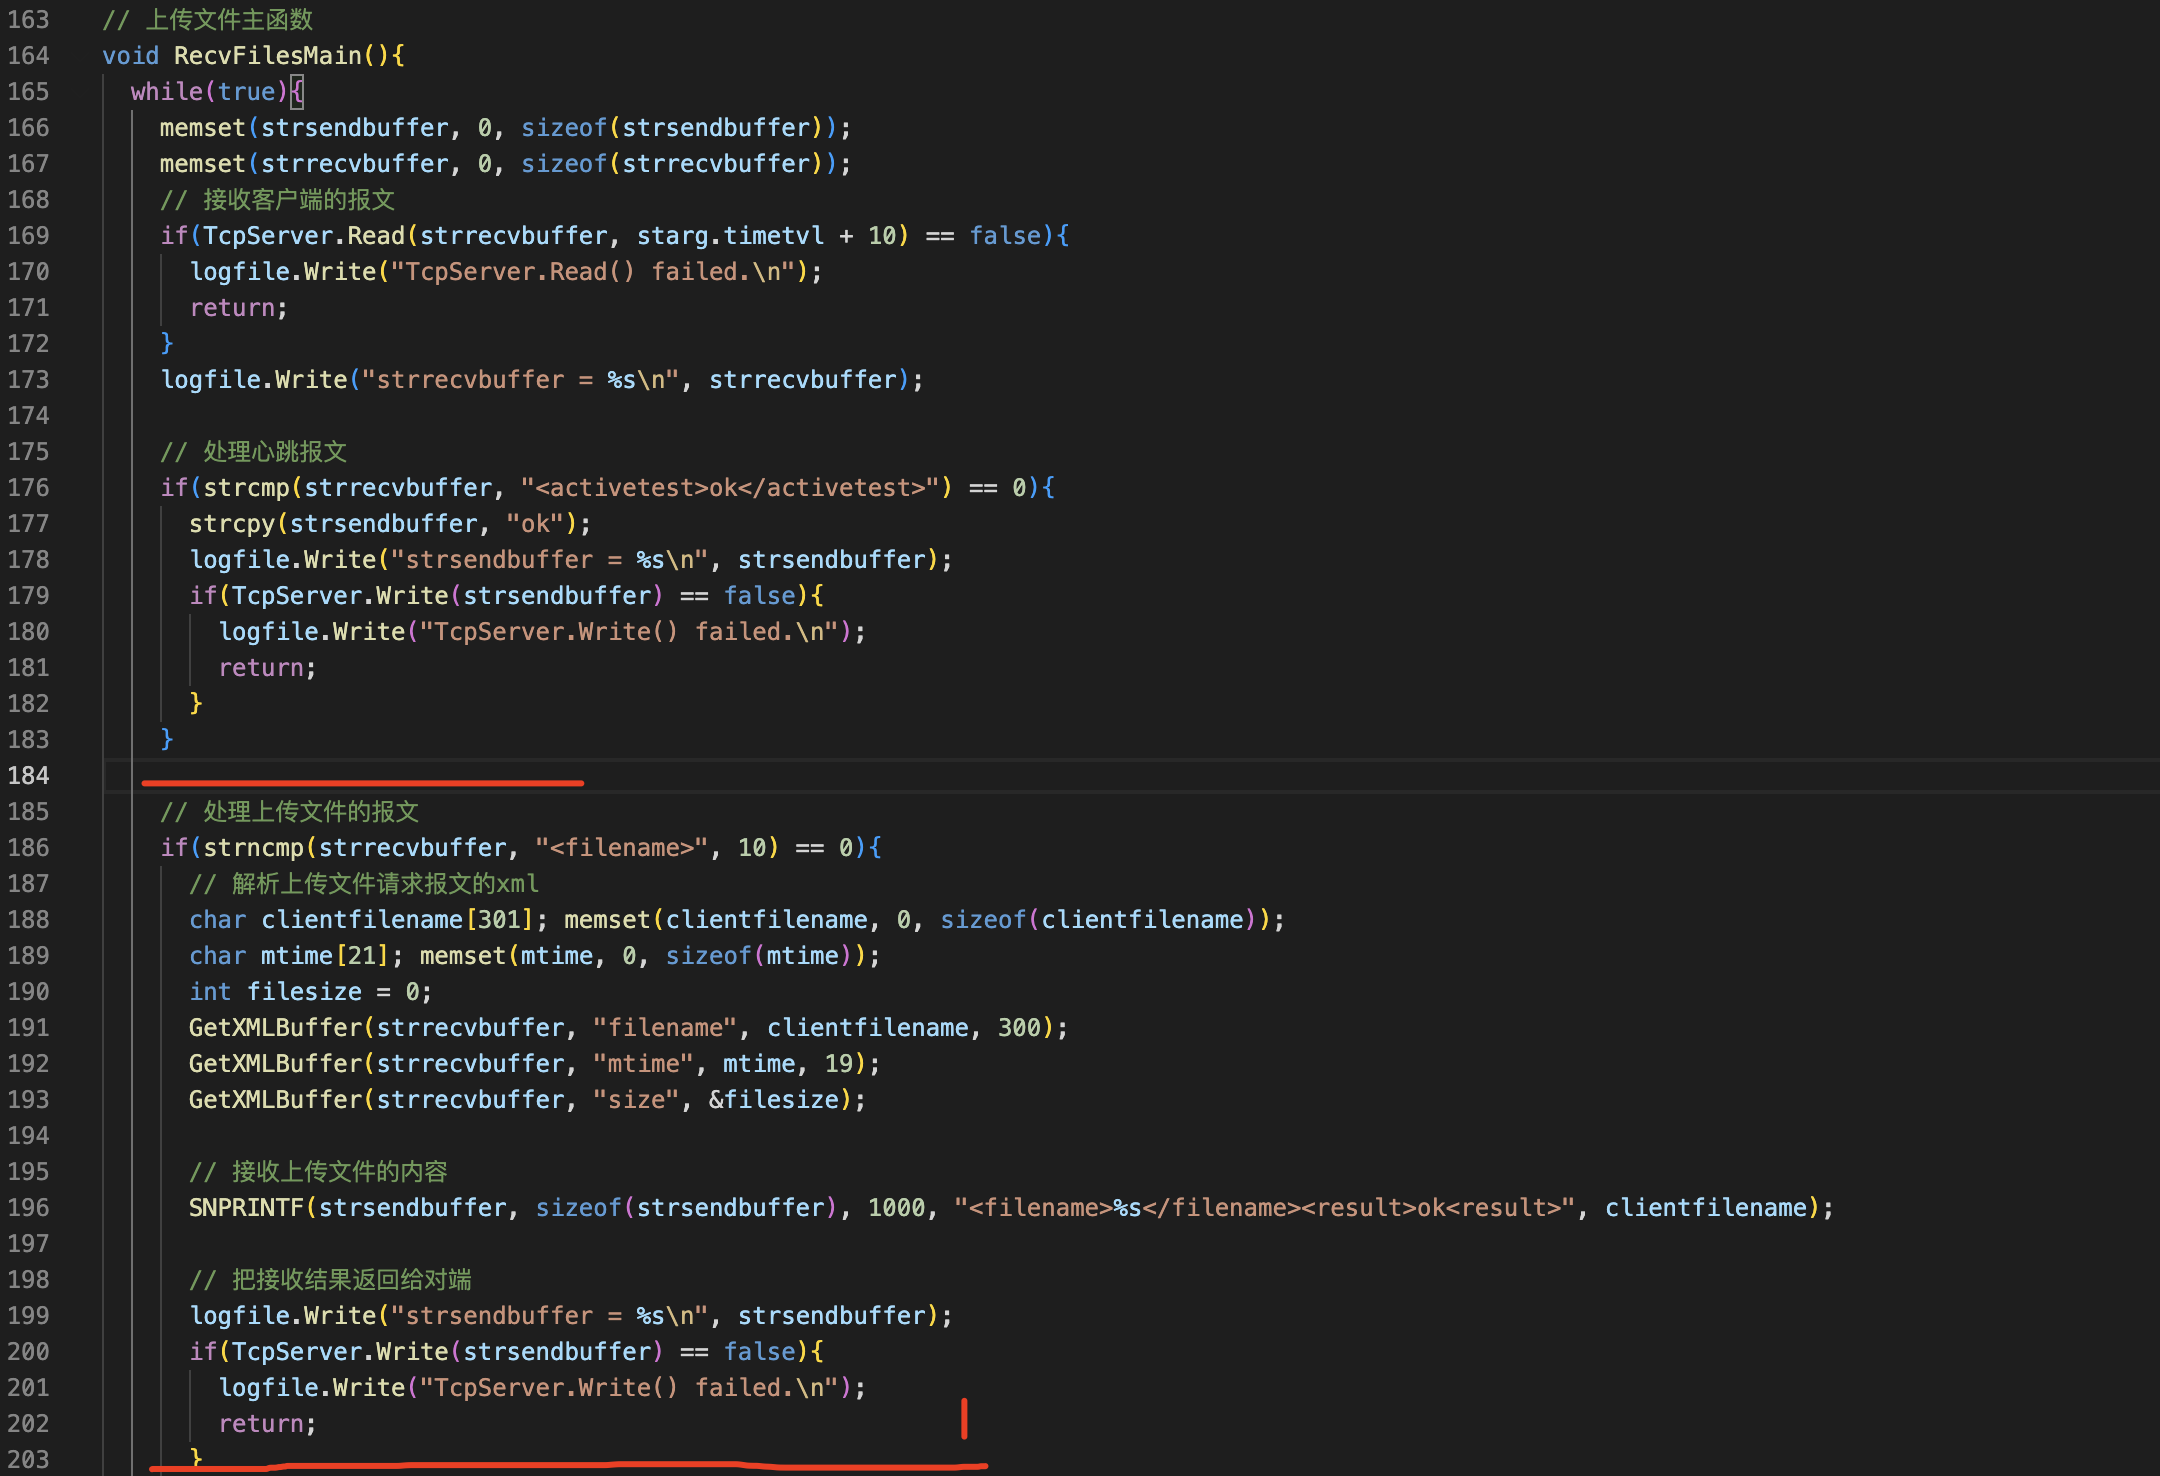 163 // 上传文件主函数
164 void RecvFilesMain(){
165 while(true){
166 memset(strsendbuffer, 0, sizeof(strsendbuffer));
167 memset(strrecvbuffer, 0, sizeof(strrecvbuffer));
168 // 接收客户端的报文
169 if(TcpServer.Read(strrecvbuffer, starg.timetvl + 10) == false){
170 logfile.Write("TcpServer.Read() failed.\n");
171 return;
172 }
173 logfile.Write("strrecvbuffer = %s\n", strrecvbuffer);
174
175 // 处理心跳报文
176 if(strcmp(strrecvbuffer, "<activetest>ok</activetest>") == 0){
177 strcpy(strsendbuffer, "ok");
178 logfile.Write("strsendbuffer = %s\n", strsendbuffer);
179 if(TcpServer.Write(strsendbuffer) == false){
180 logfile.Write("TcpServer.Write() failed.\n");
181 return;
182 }
183 }
184
185 // 处理上传文件的报文
186 if(strncmp(strrecvbuffer, "<filename>", 10) == 0){
187 // 解析上传文件请求报文的xml
188 char clientfilename[301]; memset(clientfilename, 0, sizeof(clientfilename));
189 char mtime[21]; memset(mtime, 0, sizeof(mtime));
190 int filesize = 0;
191 GetXMLBuffer(strrecvbuffer, "filename", clientfilename, 300);
192 GetXMLBuffer(strrecvbuffer, "mtime", mtime, 19);
193 GetXMLBuffer(strrecvbuffer, "size", &filesize);
194
195 // 接收上传文件的内容
196 SNPRINTF(strsendbuffer, sizeof(strsendbuffer), 1000, "<filename>%s</filename><result>ok<result>", clientfilename);
197
198 // 把接收结果返回给对端
199 logfile.Write("strsendbuffer = %s\n", strsendbuffer);
200 if(TcpServer.Write(strsendbuffer) == false){
201 logfile.Write("TcpServer.Write() failed.\n");
202 return;
203 }